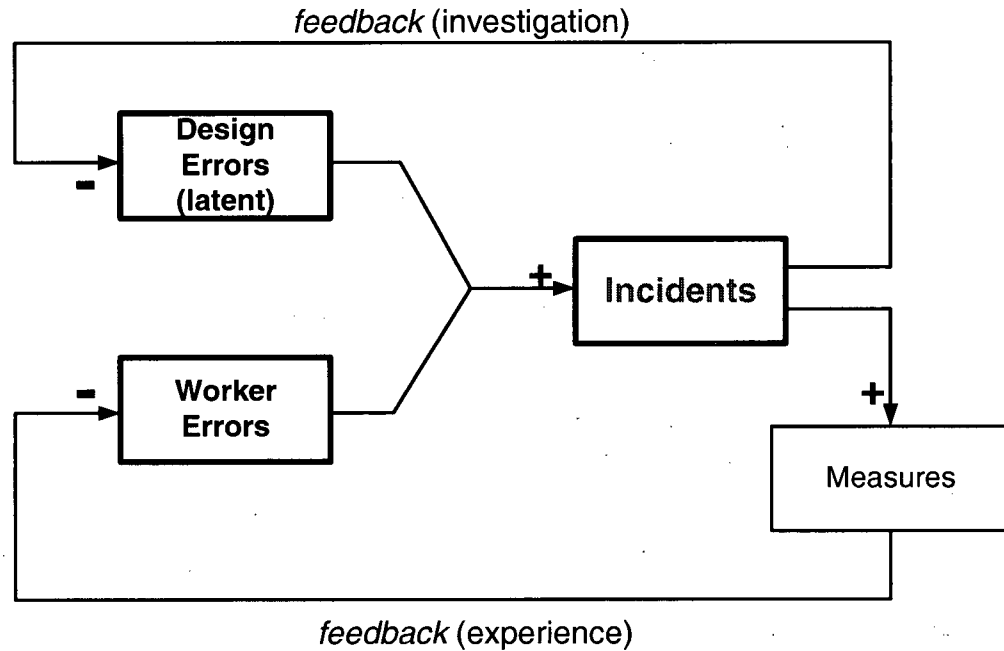 feedback (investigation)
Design
Errors
(latent)
-
+
Incidents
-
Worker
Errors
+
Measures
feedback (experience)